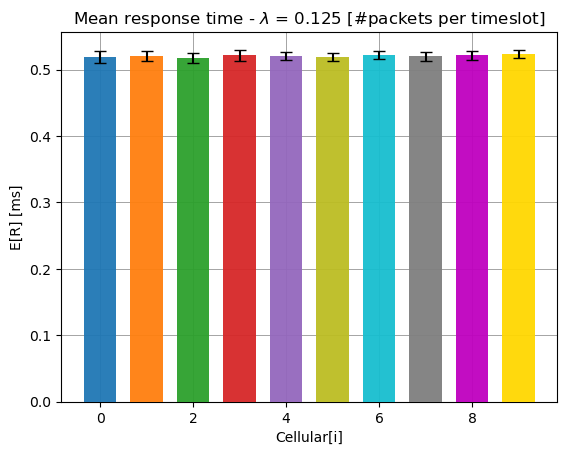 Mean response time - λ = 0.125 [#packets per timeslot]
E[R] [ms]
0.5
0.4
0.3
0.2
0.1
0.0
0 2 4 6 8
Cellular[i]